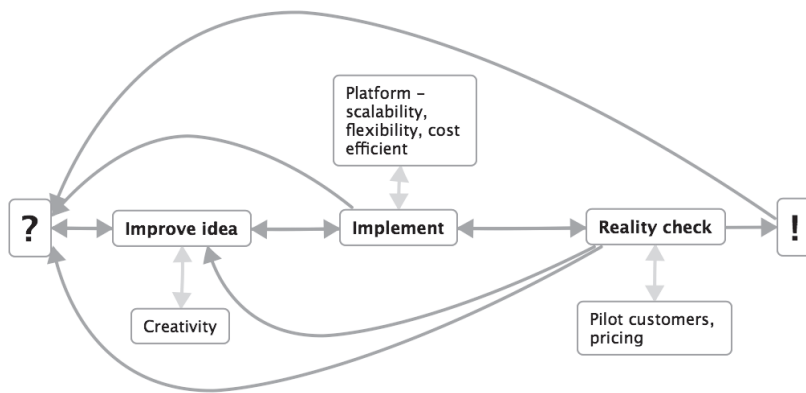 Platform –
scalability,
flexibility, cost
efficient
?
Improve idea
Implement
Reality check
!
Creativity
Pilot customers,
pricing